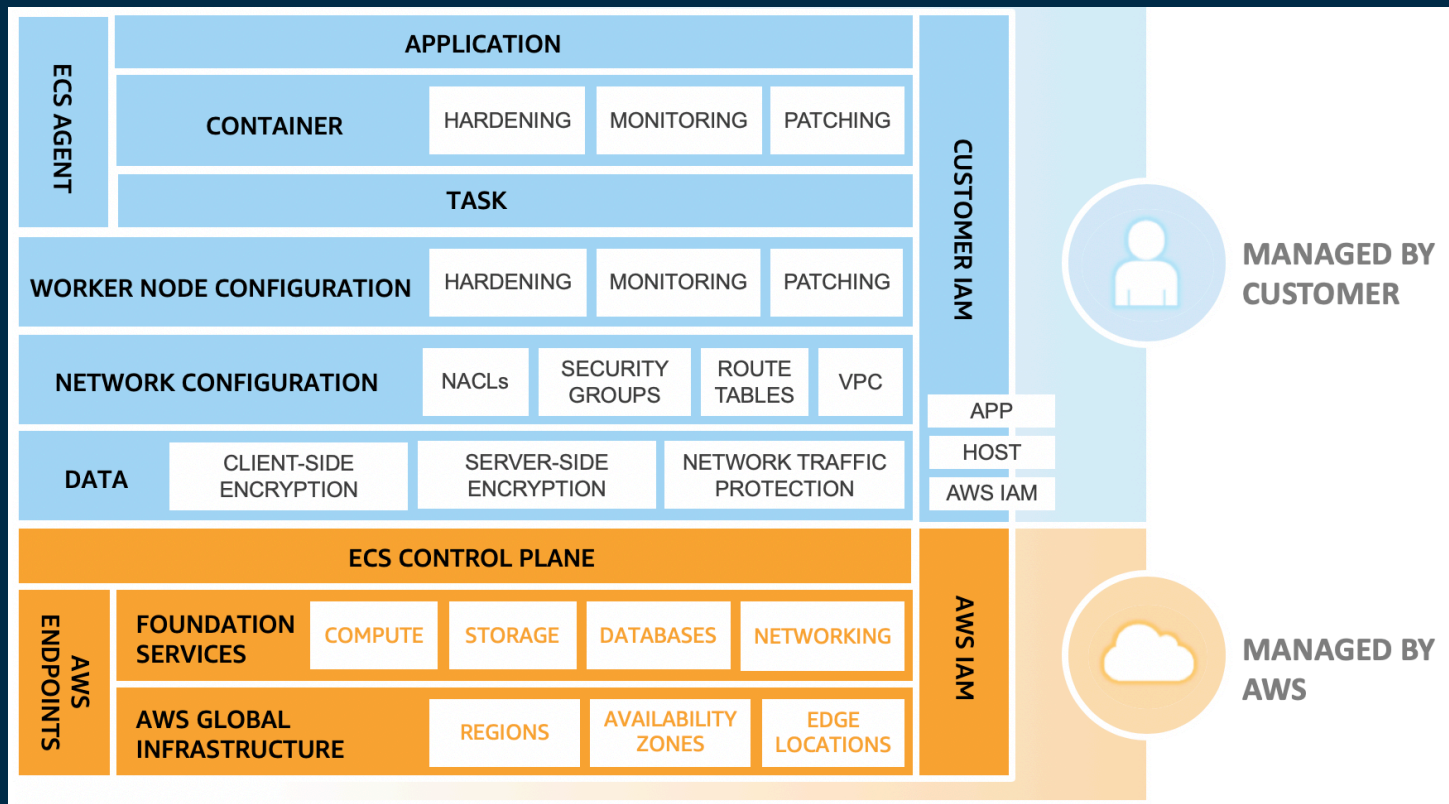 APPLICATION
ECS AGENT
CONTAINER
HARDENING
MONITORING
PATCHING
TASK
CUSTOMER IAM
WORKER NODE CONFIGURATION
HARDENING
MONITORING
PATCHING
MANAGED BY
CUSTOMER
NETWORK CONFIGURATION
NACLs
SECURITY
GROUPS
ROUTE
TABLES
VPC
APP
HOST
AWS IAM
DATA
CLIENT-SIDE
ENCRYPTION
SERVER-SIDE
ENCRYPTION
NETWORK TRAFFIC
PROTECTION
ECS CONTROL PLANE
AWS
ENDPOINTS
FOUNDATION
SERVICES
COMPUTE
STORAGE
DATABASES
NETWORKING
AWS IAM
MANAGED BY
AWS
AWS GLOBAL
INFRASTRUCTURE
REGIONS
AVAILABILITY
ZONES
EDGE
LOCATIONS